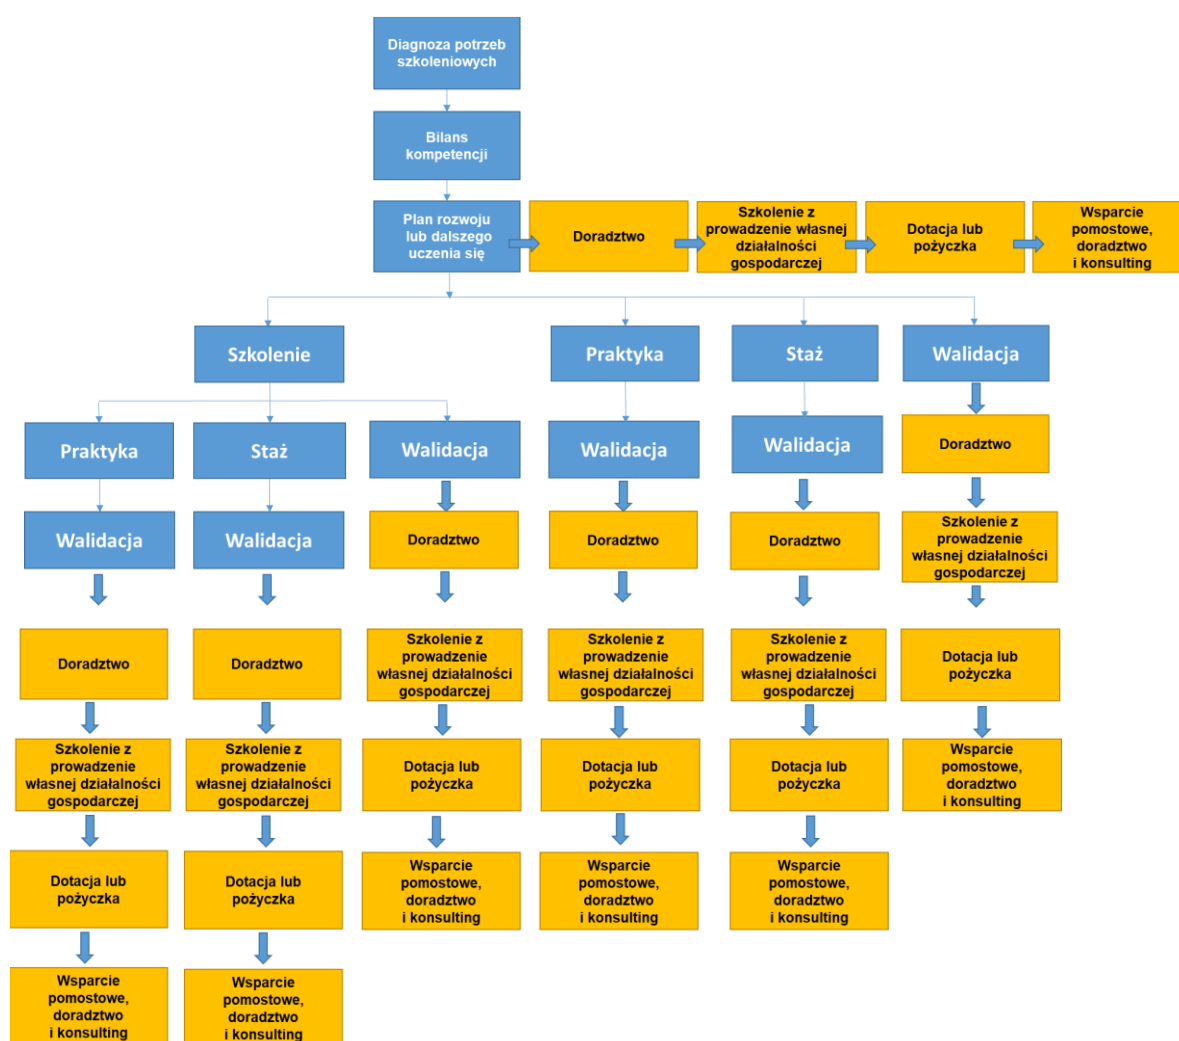 Diagnoza potrzeb
szkoleniowych
Bilans
kompetencji
Plan rozwoju
lub dalszego
uczenia się
Doradztwo
Szkolenie z
prowadzenie własnej
działalności
gospodarczej
Dotacja lub
pożyczka
Wsparcie
pomostowe,
doradztwo
i konsulting
Szkolenie
Praktyka
Staż
Walidacja
Praktyka
Staż
Walidacja
Walidacja
Walidacja
Doradztwo
Walidacja
Walidacja
Doradztwo
Doradztwo
Doradztwo
Szkolenie z
prowadzenie
własnej działalności
gospodarczej
Doradztwo
Doradztwo
Szkolenie z
prowadzenie
własnej działalności
gospodarczej
Szkolenie z
prowadzenie
własnej działalności
gospodarczej
Szkolenie z
prowadzenie
własnej działalności
gospodarczej
Dotacja lub
pożyczka
Szkolenie z
prowadzenie
własnej działalności
gospodarczej
Szkolenie z
prowadzenie
własnej działalności
gospodarczej
Dotacja lub
pożyczka
Dotacja lub
pożyczka
Dotacja lub
pożyczka
Wsparcie
pomostowe,
doradztwo
i konsulting
Dotacja lub
pożyczka
Dotacja lub
pożyczka
Wsparcie
pomostowe,
doradztwo
i konsulting
Wsparcie
pomostowe,
doradztwo
i konsulting
Wsparcie
pomostowe,
doradztwo
i konsulting
Wsparcie
pomostowe,
doradztwo
i konsulting
Wsparcie
pomostowe,
doradztwo
i konsulting